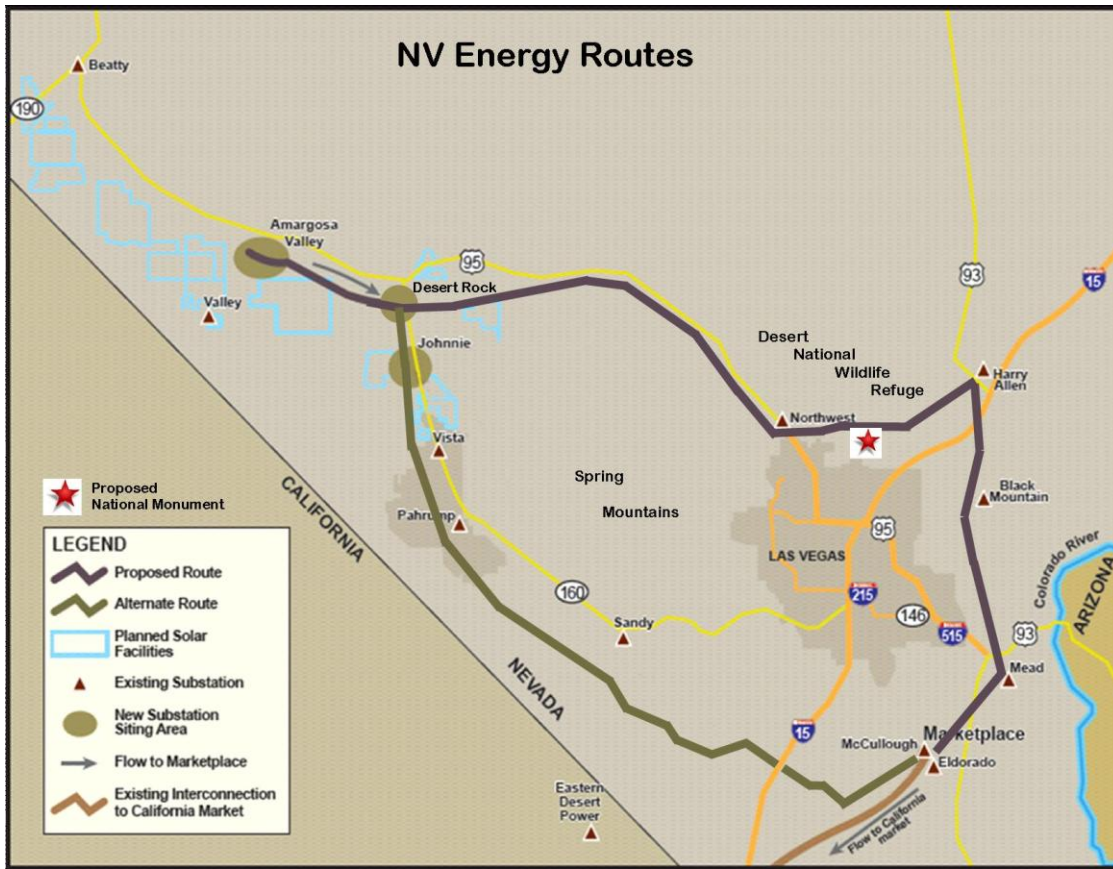 NV Energy Routes
Beatty
190
Amargosa
Valley
95
Desert Rock
93
15
Valley
Johnnie
Desert
National
Wildlife
Refuge
Harry
Allen
Northwest
Vista
Spring
Mountains
Black
Mountain
Proposed
National Monument
CALIFORNIA
Pahrump
95
LAS VEGAS
Colorado River
ARIZONA
LEGEND
Proposed Route
Alternate Route
Planned Solar
Facilities
Existing Substation
New Substation
Siting Area
Flow to Marketplace
Existing Interconnection
to California Market
160
215
146
515
93
Sandy
NEVADA
Mead
15
McCullough
Marketplace
Eldorado
Eastern
Desert
Power
Flow to California
market